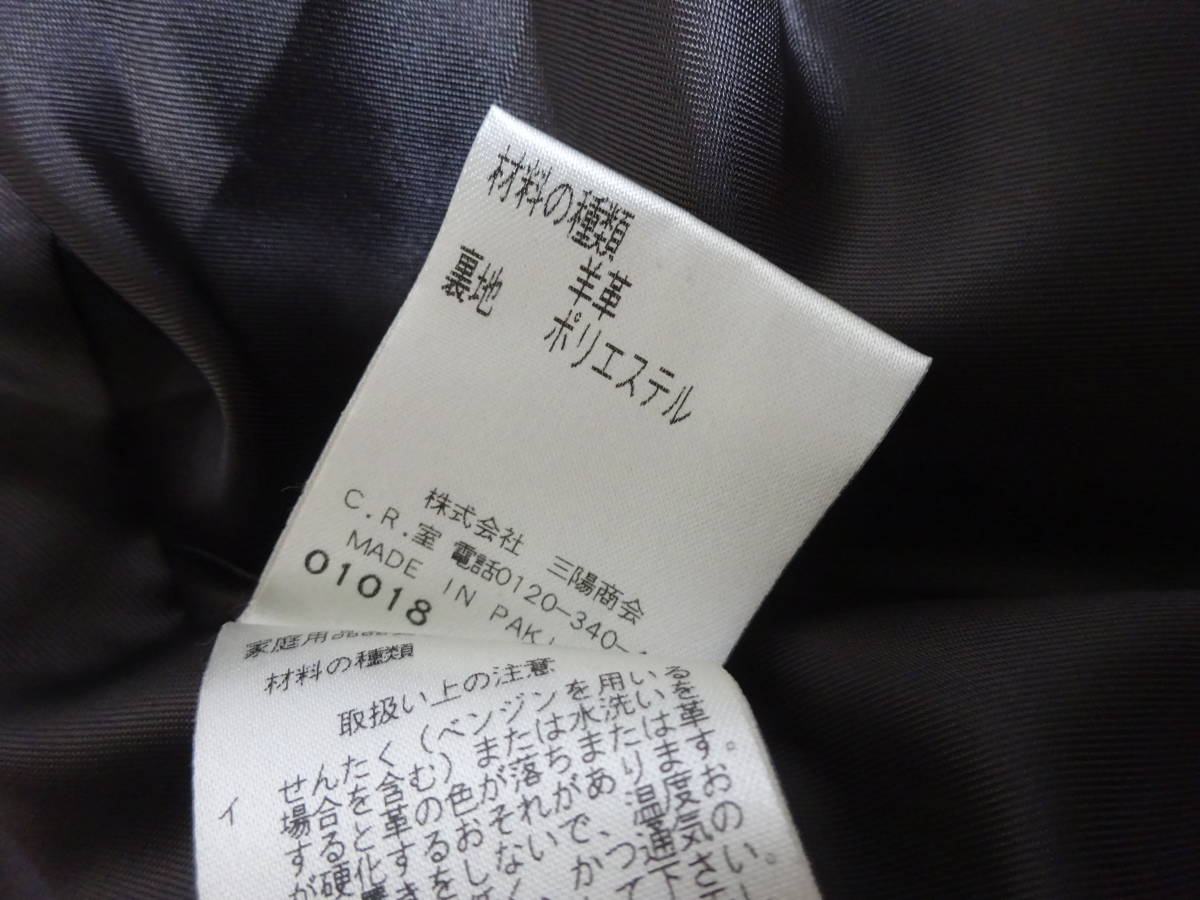 材料の種類
羊革
裏地 ポリエステル
株式会社 三陽商会
C.R.室 電話0120-340-
MADE IN PAK
01018
家庭用品品
材料の種類
取扱い上の注意
イ せんたく(ベンジンを用いる
場合を含む)または水洗いを
すると革の色が落ちまたは革
が硬化するおそれがあります。